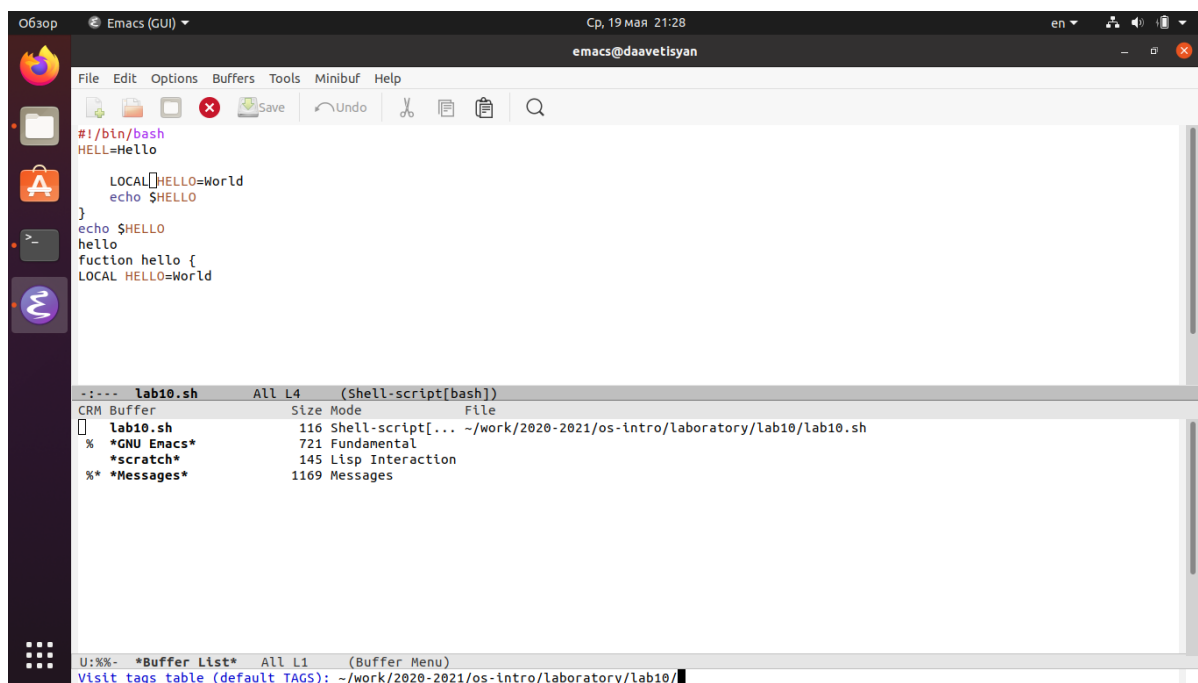 Обзор Emacs (GUI) Ср, 19 мая 21:28 en
emacs@daavetisyan
File Edit Options Buffers Tools Minibuf Help
Save Undo
#!/bin/bash
HELL=Hello
LOCAL HELLO=World
echo $HELLO
}
echo $HELLO
hello
fuction hello {
LOCAL HELLO=World
-:--- lab10.sh All L4 (Shell-script[bash])
CRM Buffer Size Mode File
lab10.sh 116 Shell-script[... ~/work/2020-2021/os-intro/laboratory/lab10/lab10.sh
% *GNU Emacs* 721 Fundamental
*scratch* 145 Lisp Interaction
%* *Messages* 1169 Messages
U:%%- *Buffer List* All L1 (Buffer Menu)
Visit tags table (default TAGS): ~/work/2020-2021/os-intro/laboratory/lab10/